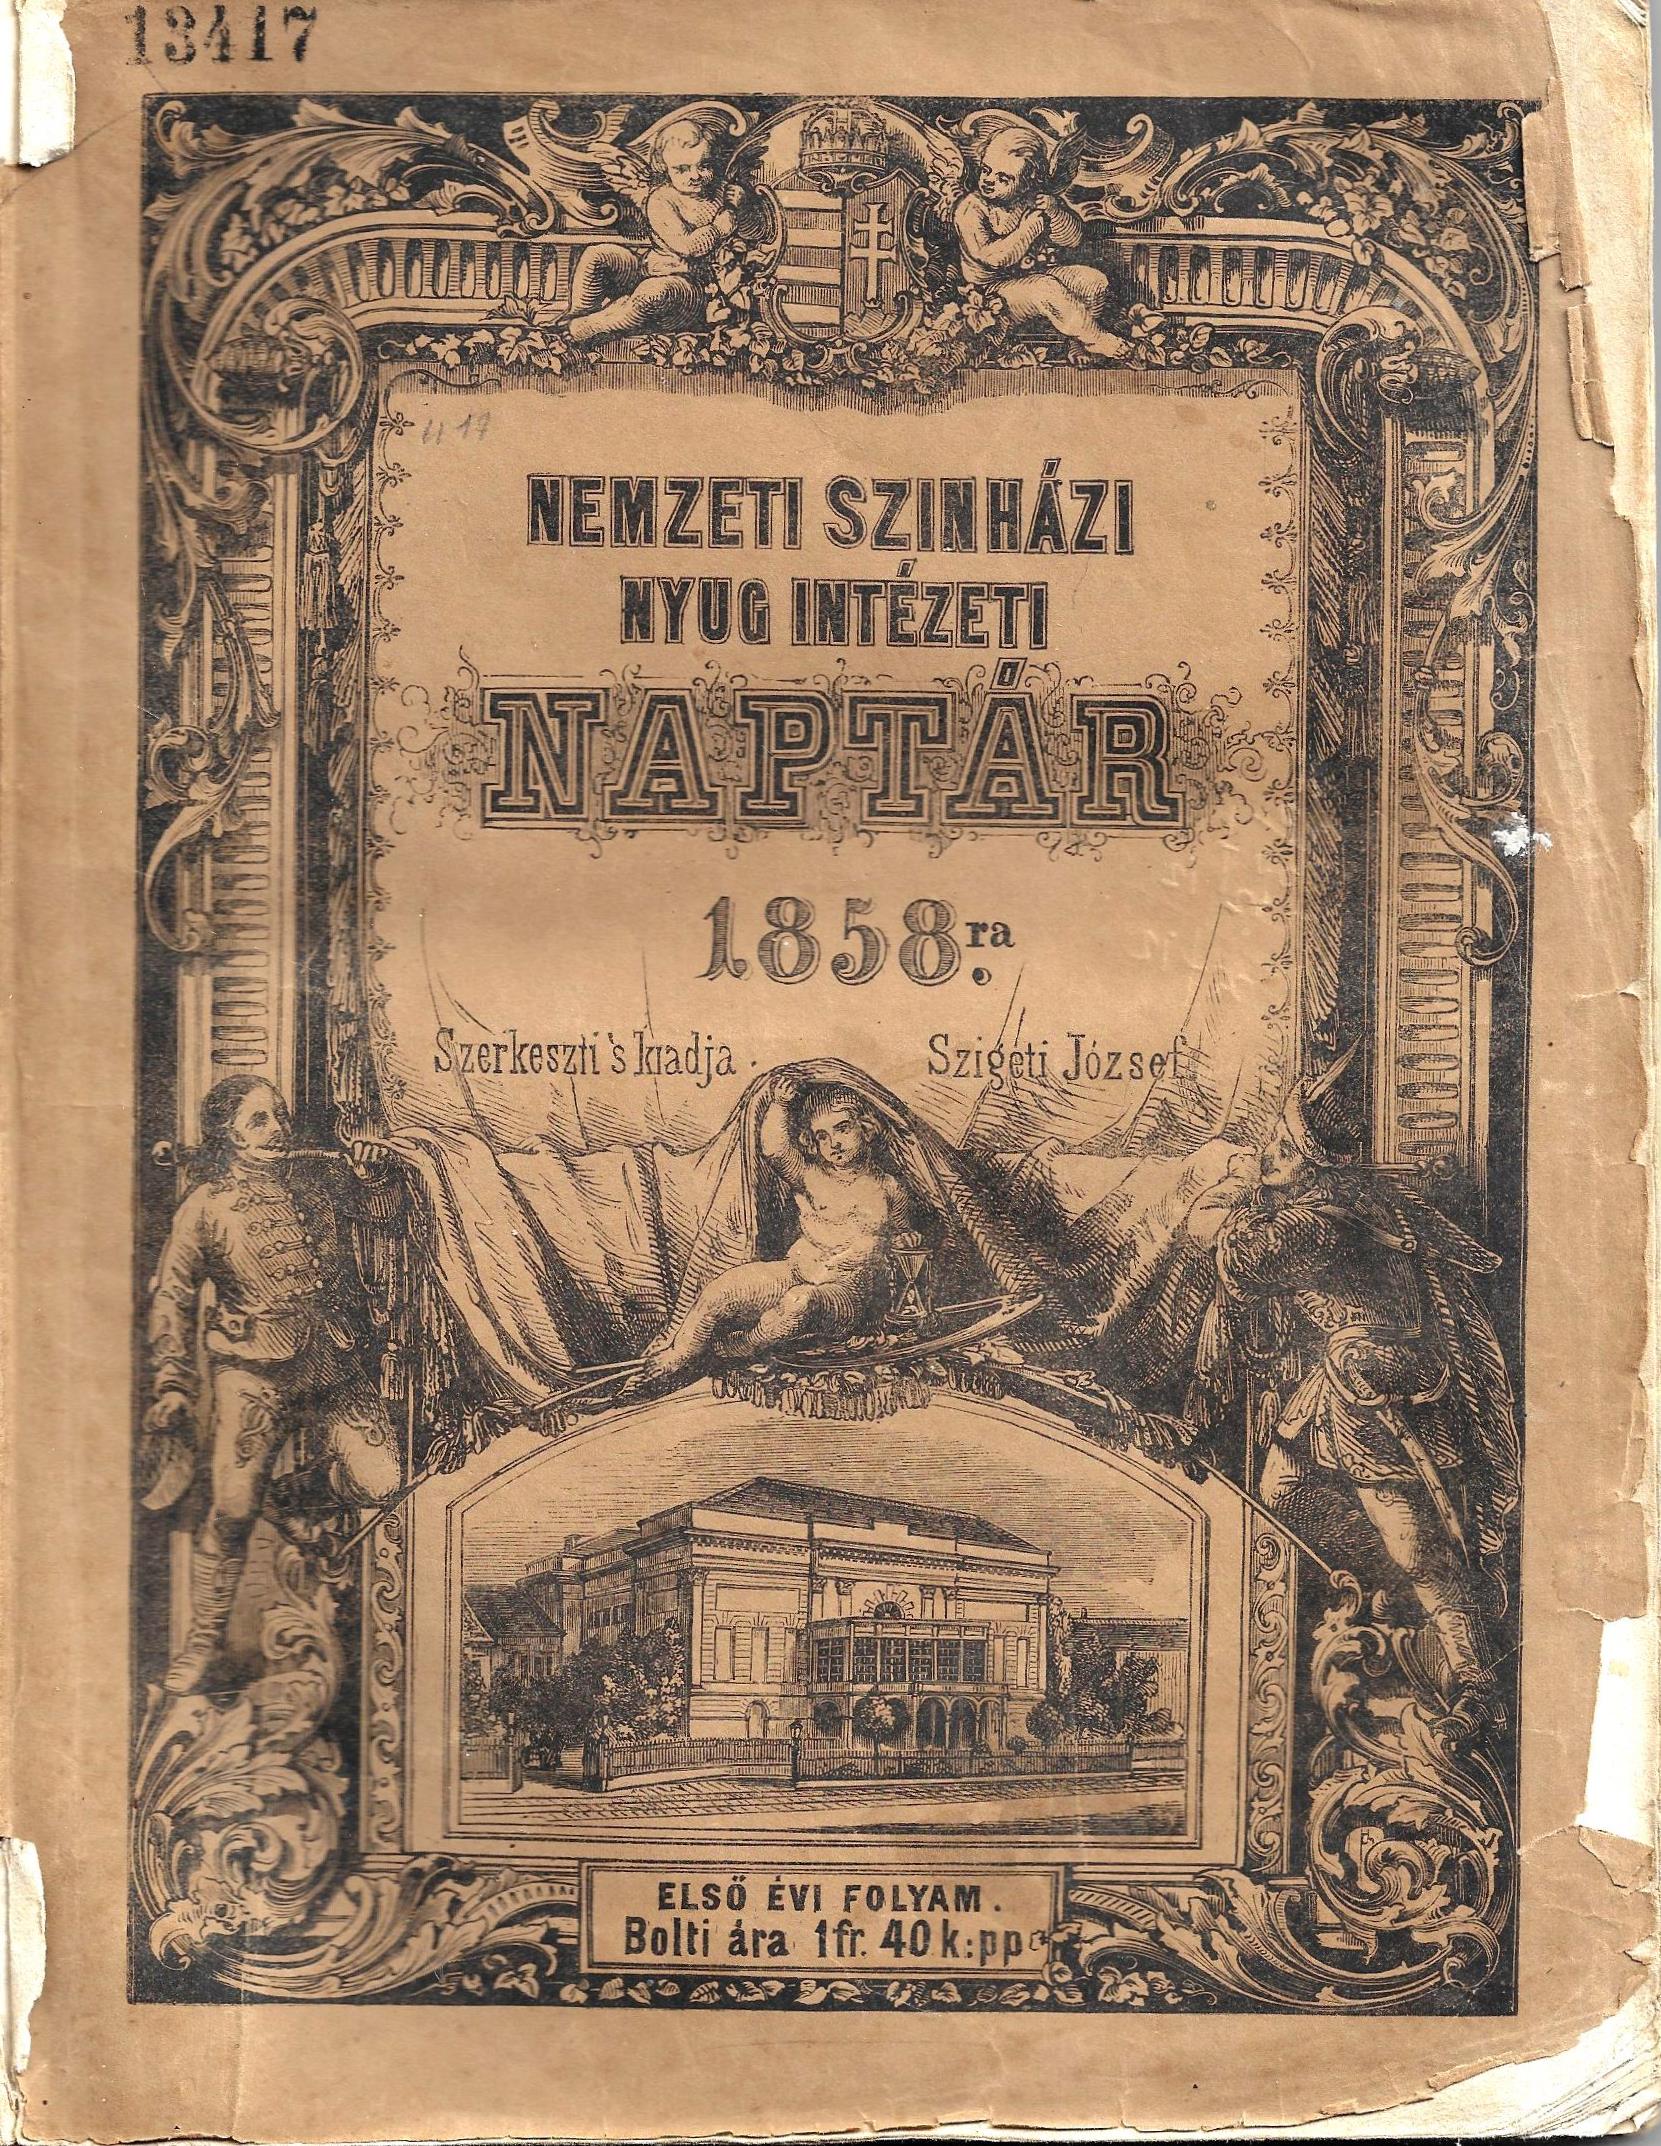 13417
NEMZETI SZINHÁZI
NYUG INTÉZETI
NAPTÁR
1858.ra
Szerkeszti 's kiadja Szigeti József
ELSŐ ÉVI FOLYAM.
Bolti ára 1fr. 40 k:pp